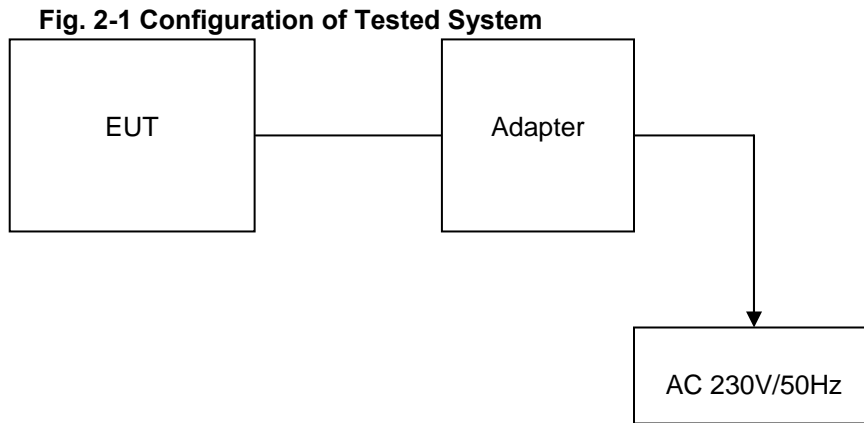 Fig. 2-1 Configuration of Tested System
EUT
Adapter
AC 230V/50Hz